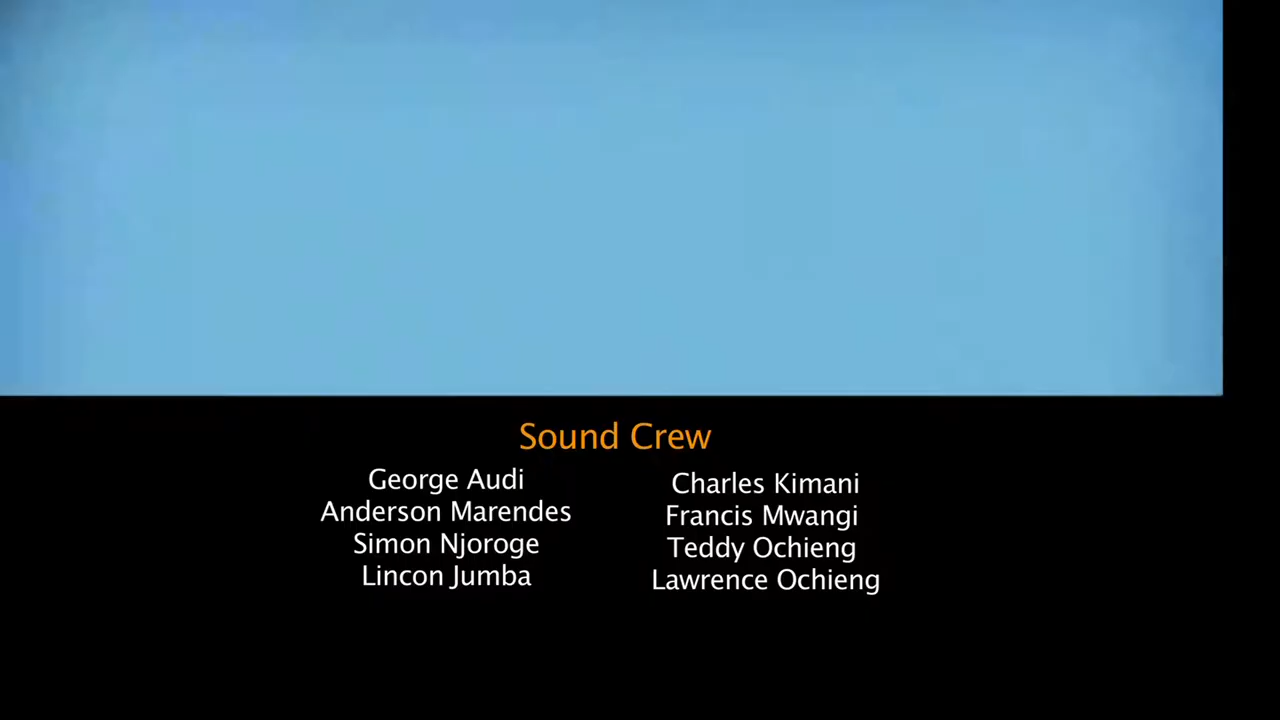 Sound Crew
George Audi
Anderson Marendes
Simon Njoroge
Lincon Jumba
Charles Kimani
Francis Mwangi
Teddy Ochieng
Lawrence Ochieng